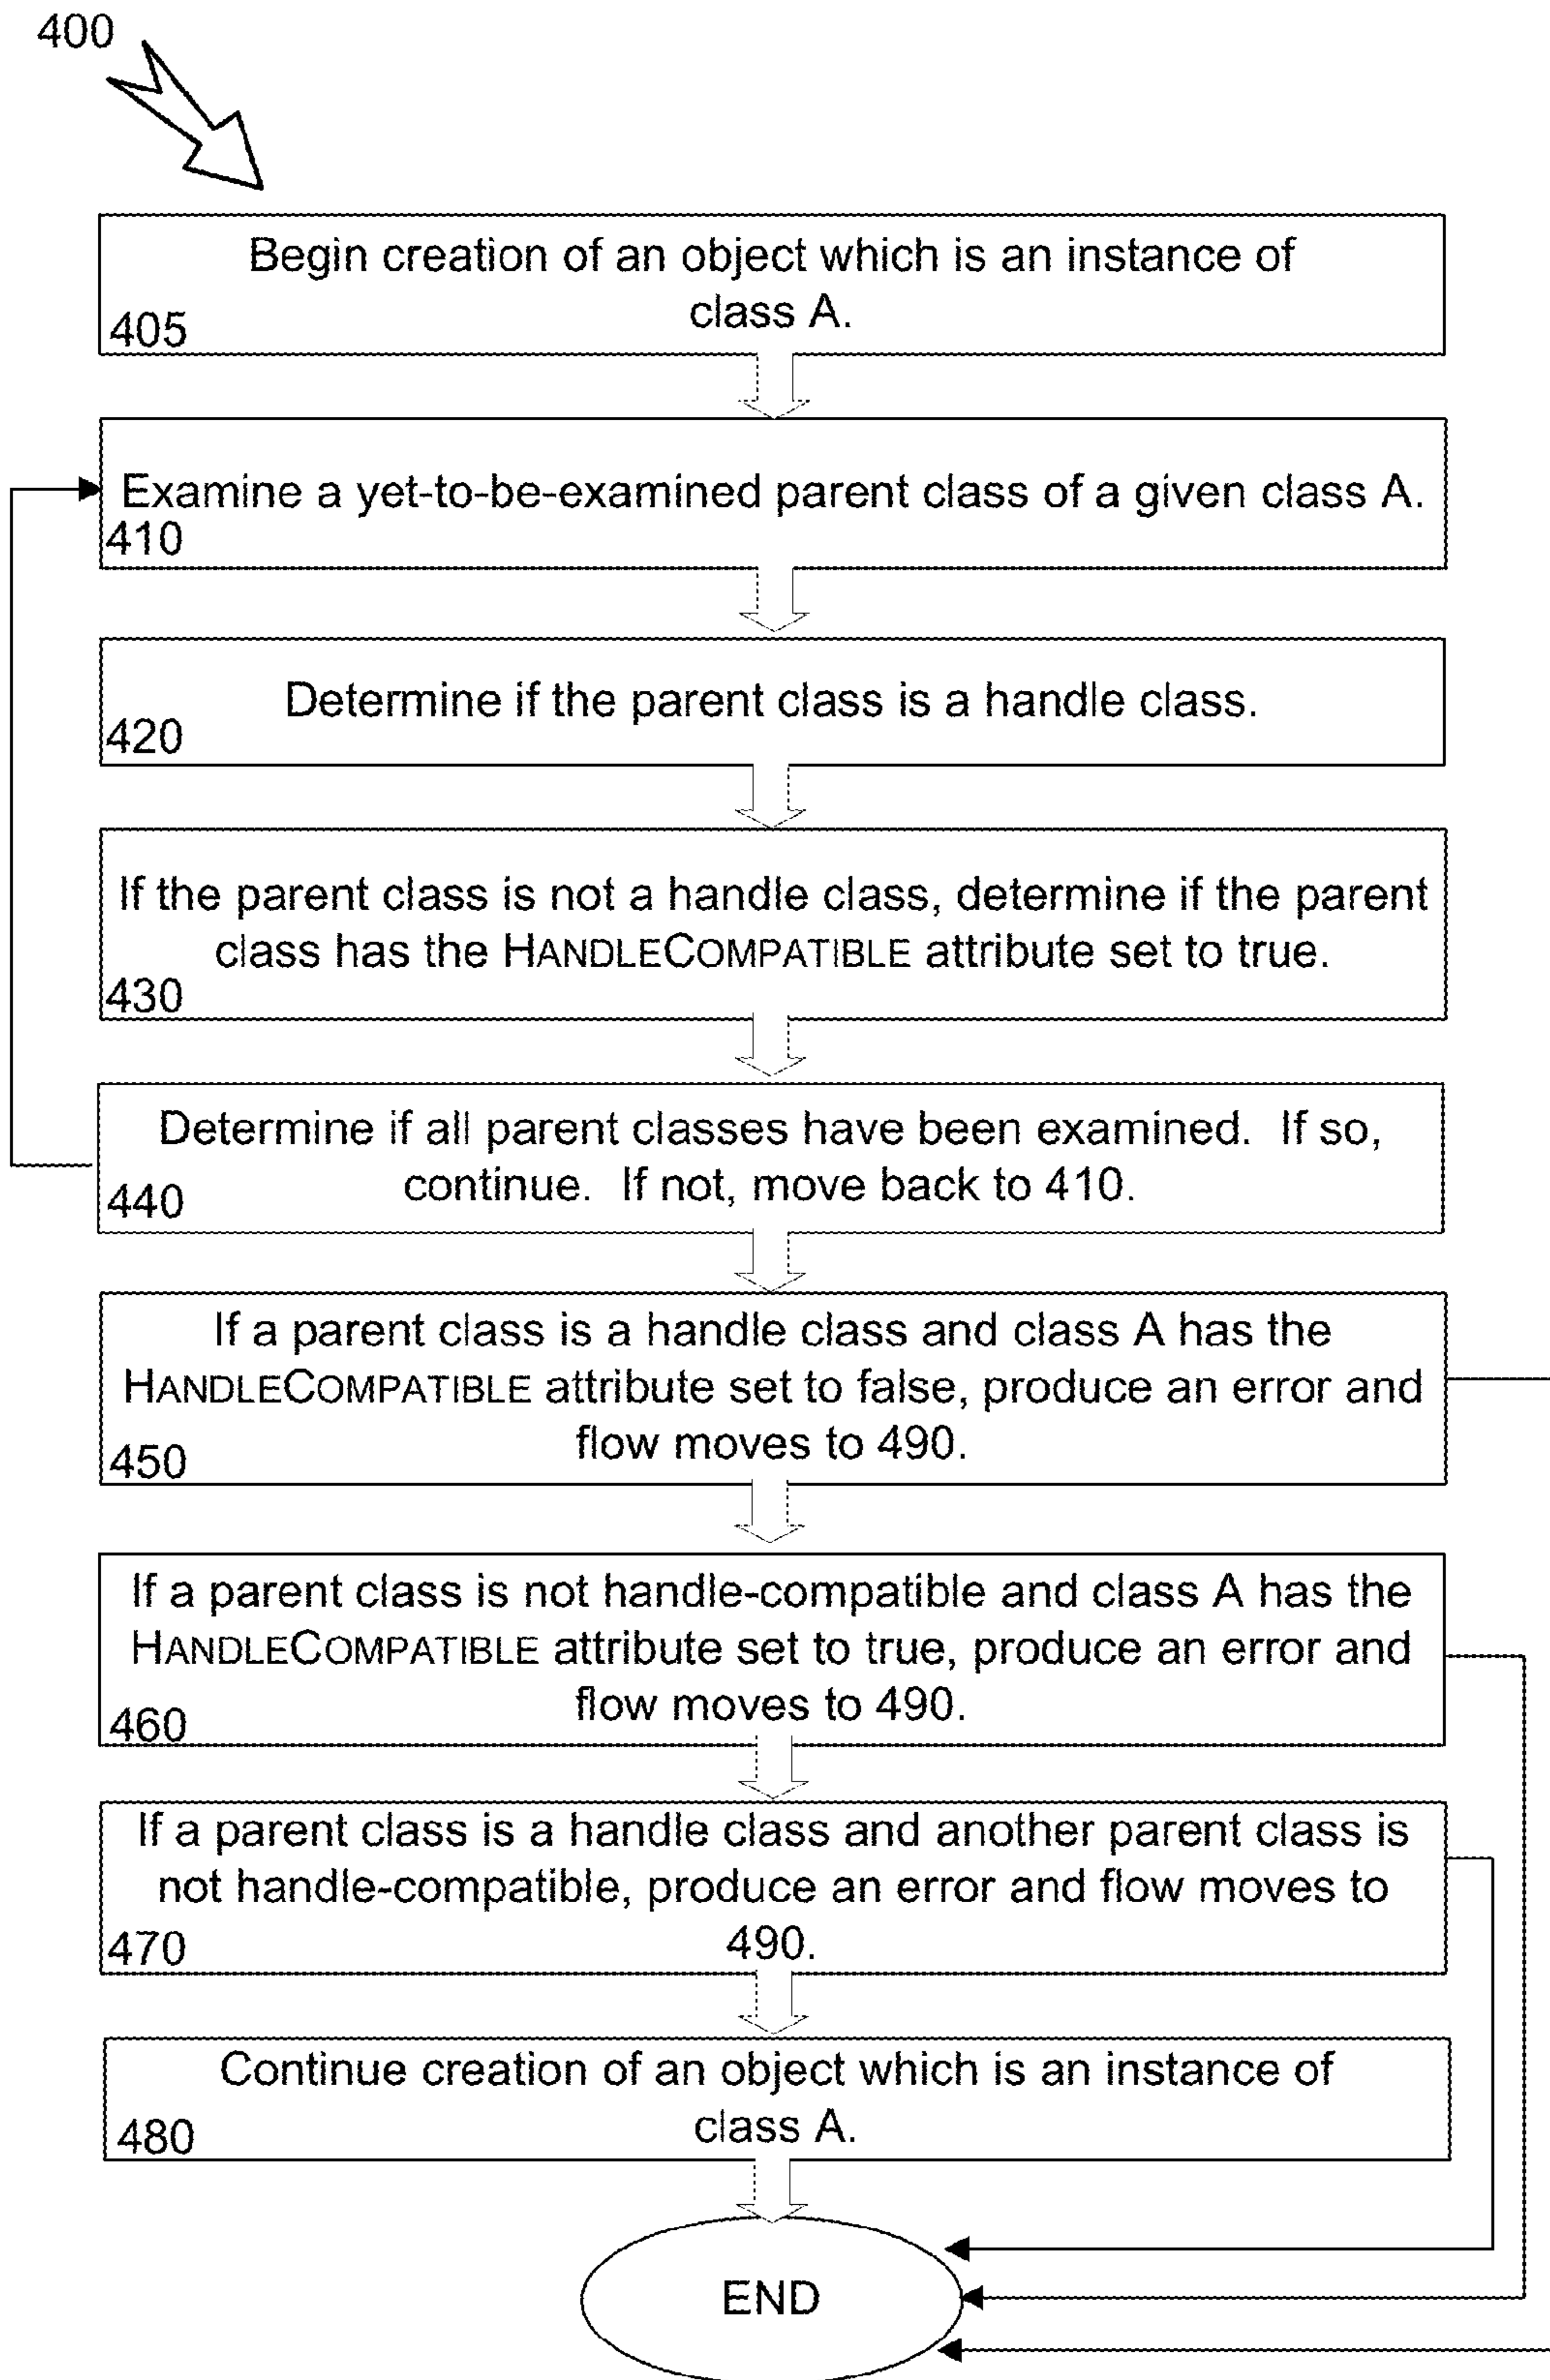 400
Begin creation of an object which is an instance of
class A.
405
Examine a yet-to-be-examined parent class of a given class A.
410
Determine if the parent class is a handle class.
420
If the parent class is not a handle class, determine if the parent
class has the HANDLECOMPATIBLE attribute set to true.
430
Determine if all parent classes have been examined. If so,
continue. If not, move back to 410.
440
If a parent class is a handle class and class A has the
HANDLECOMPATIBLE attribute set to false, produce an error and
flow moves to 490.
450
If a parent class is not handle-compatible and class A has the
HANDLECOMPATIBLE attribute set to true, produce an error and
flow moves to 490.
460
If a parent class is a handle class and another parent class is
not handle-compatible, produce an error and flow moves to
490.
470
Continue creation of an object which is an instance of
class A.
480
END